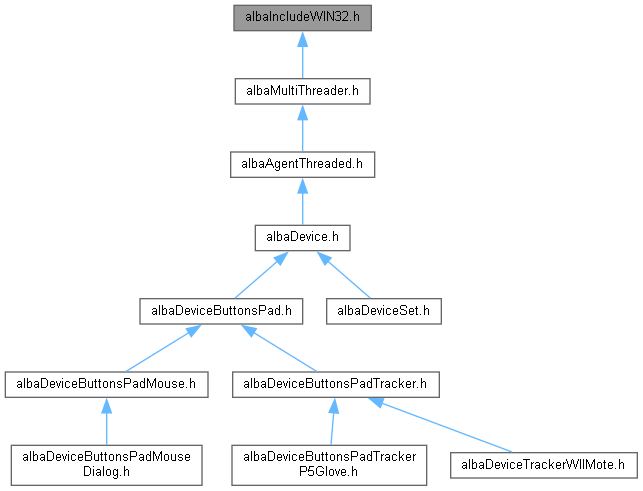 albaIncludeWIN32.h
albaMultiThreader.h
albaAgentThreaded.h
albaDevice.h
albaDeviceButtonsPad.h
albaDeviceSet.h
albaDeviceButtonsPadMouse.h
albaDeviceButtonsPadTracker.h
albaDeviceButtonsPadMouse
Dialog.h
albaDeviceButtonsPadTracker
P5Glove.h
albaDeviceTrackerWIIMote.h